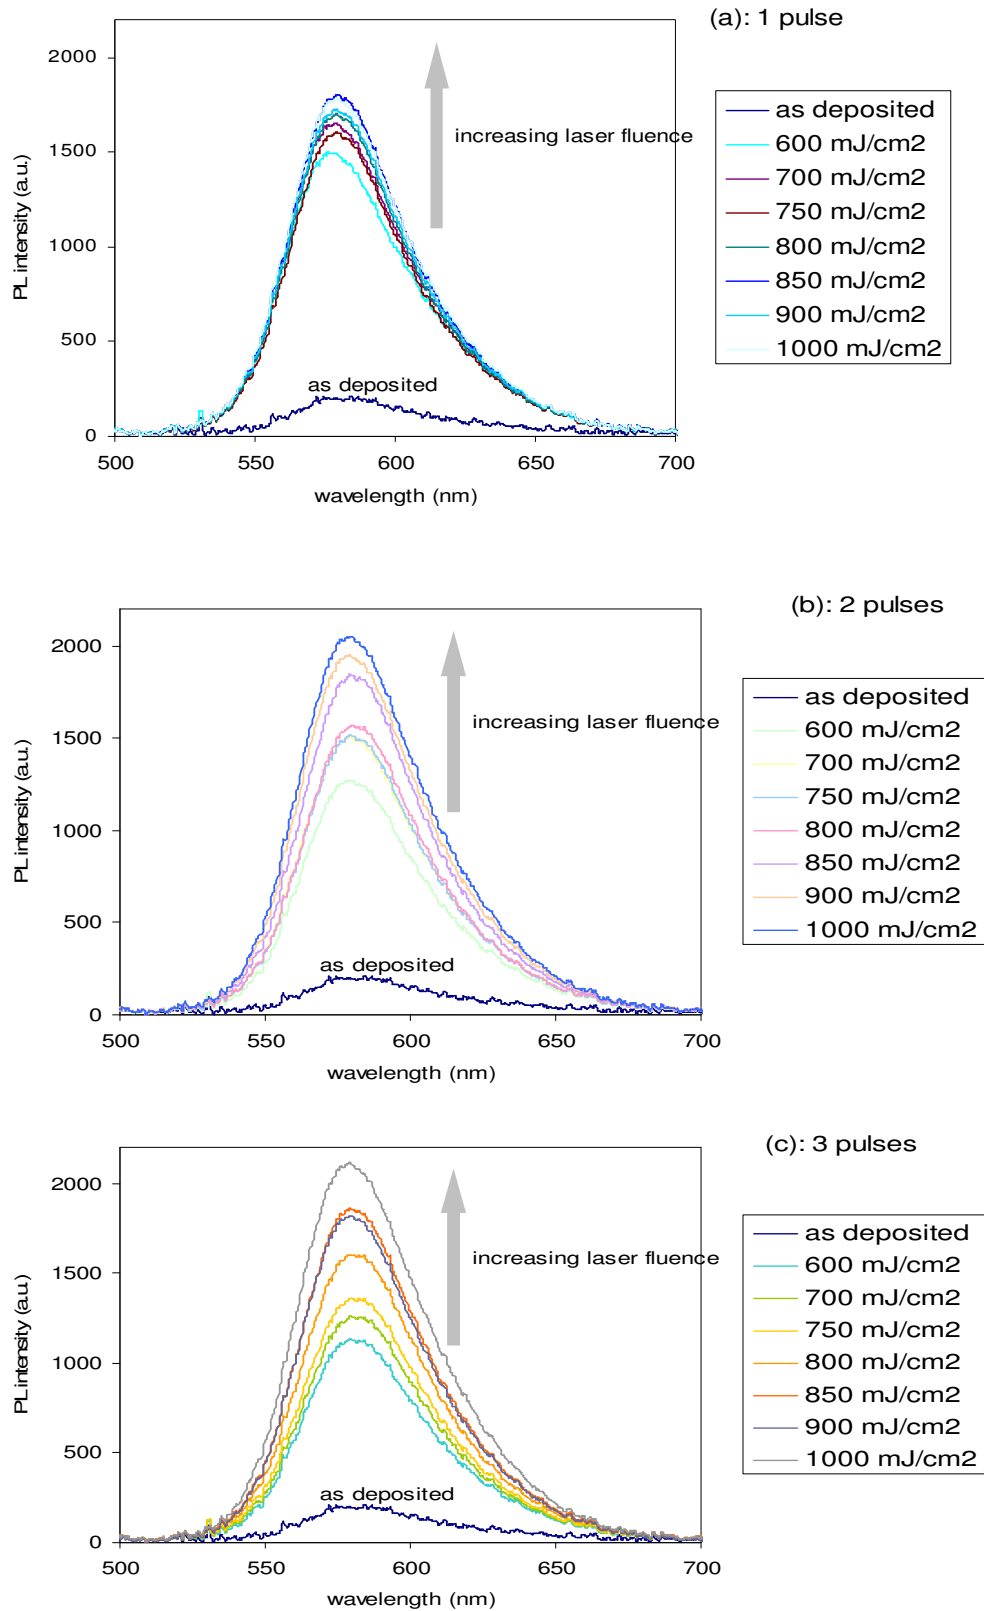 (a): 1 pulse
2000
1500
1000
500
0
PL intensity (a.u.)
increasing laser fluence
as deposited
500 550 600 650 700
wavelength (nm)
as deposited
600 mJ/cm2
700 mJ/cm2
750 mJ/cm2
800 mJ/cm2
850 mJ/cm2
900 mJ/cm2
1000 mJ/cm2
(b): 2 pulses
2000
1500
1000
500
0
PL intensity (a.u.)
increasing laser fluence
as deposited
500 550 600 650 700
wavelength (nm)
as deposited
600 mJ/cm2
700 mJ/cm2
750 mJ/cm2
800 mJ/cm2
850 mJ/cm2
900 mJ/cm2
1000 mJ/cm2
(c): 3 pulses
2000
1500
1000
500
0
PL intensity (a.u.)
increasing laser fluence
as deposited
500 550 600 650 700
wavelength (nm)
as deposited
600 mJ/cm2
700 mJ/cm2
750 mJ/cm2
800 mJ/cm2
850 mJ/cm2
900 mJ/cm2
1000 mJ/cm2